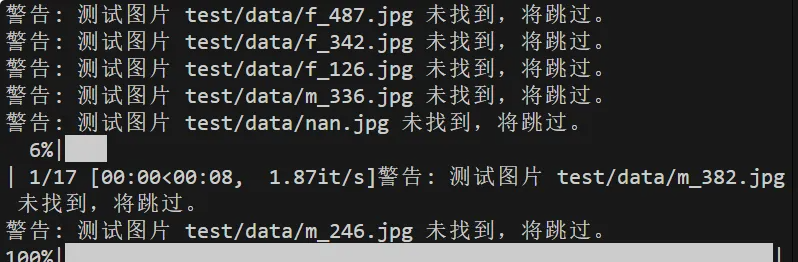 警告: 测试图片 test/data/f_487.jpg 未找到，将跳过。
警告: 测试图片 test/data/f_342.jpg 未找到，将跳过。
警告: 测试图片 test/data/f_126.jpg 未找到，将跳过。
警告: 测试图片 test/data/m_336.jpg 未找到，将跳过。
警告: 测试图片 test/data/nan.jpg 未找到，将跳过。
6%|
| 1/17 [00:00<00:08,  1.87it/s]警告: 测试图片 test/data/m_382.jpg
未找到，将跳过。
警告: 测试图片 test/data/m_246.jpg 未找到，将跳过。
100%| |